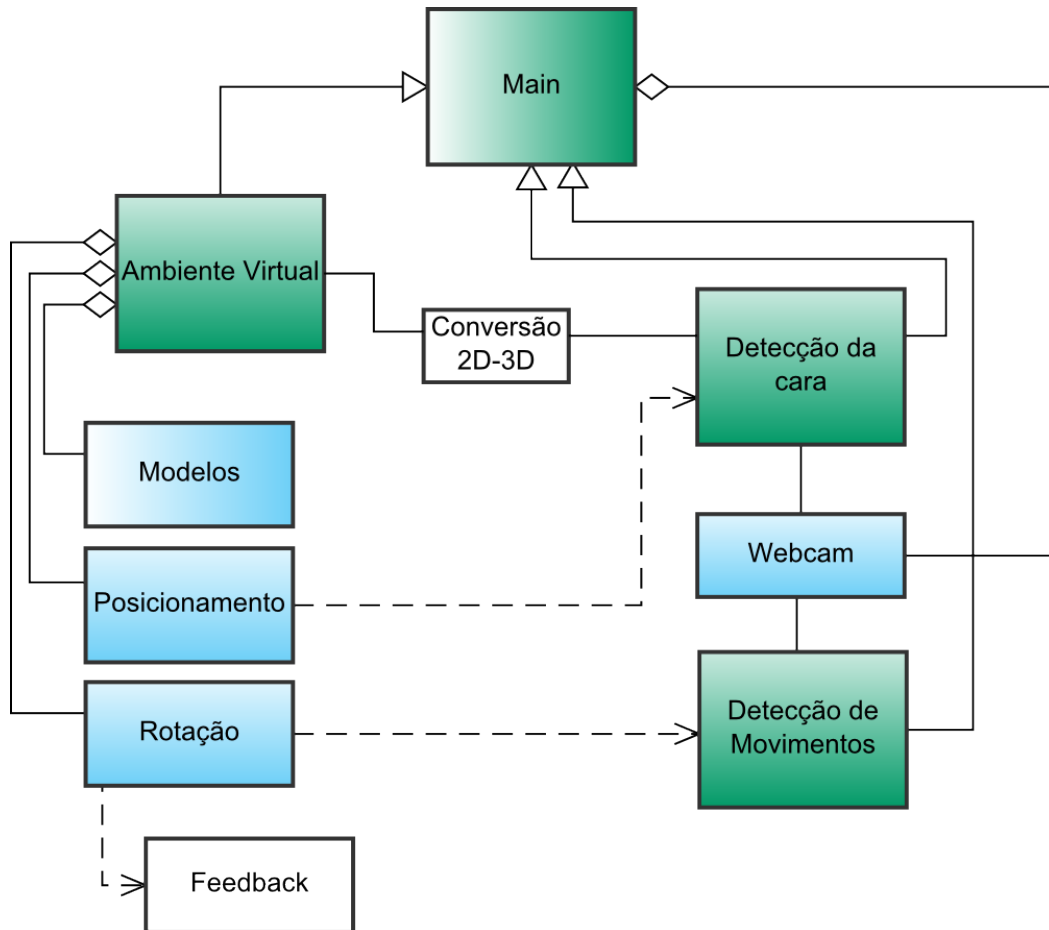 Main
Ambiente Virtual
Conversão
2D-3D
Detecção da
cara
Modelos
Webcam
Posicionamento
Rotação
Detecção de
Movimentos
Feedback